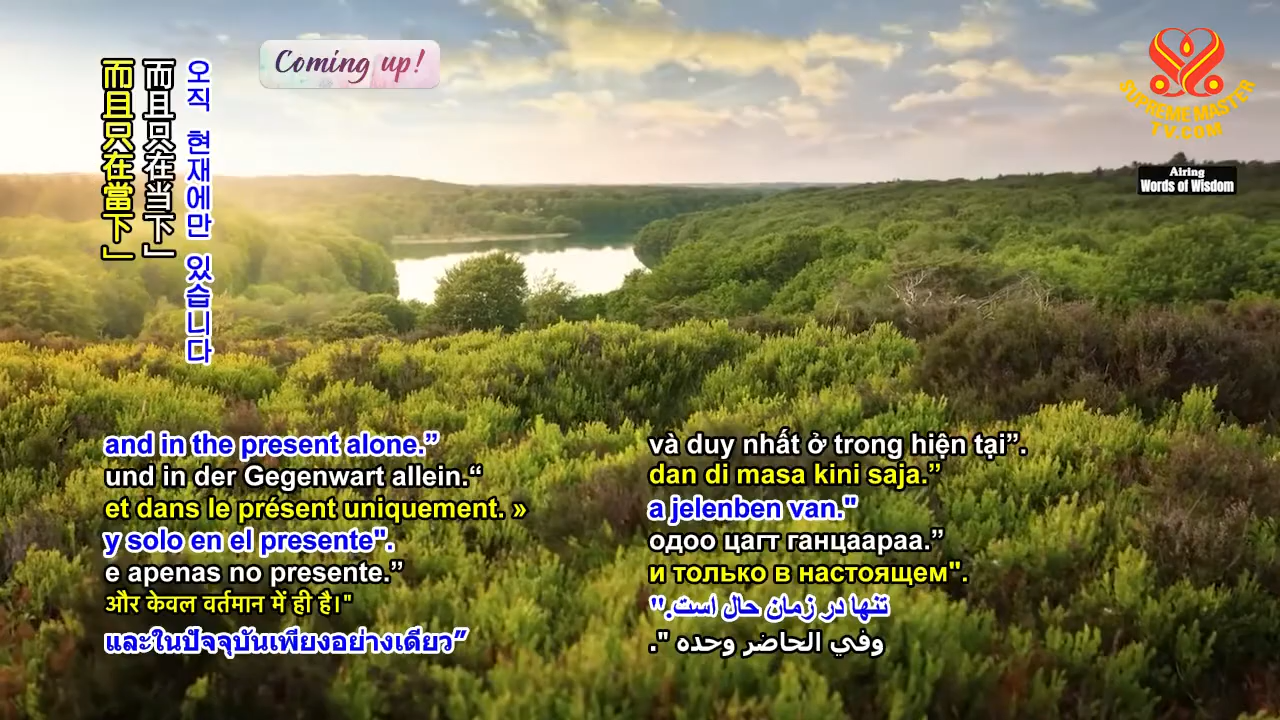 Coming up!
SUPREME MASTER
TV.COM
Airing
Words of Wisdom
而且只在當下」
而且只在当下」
오직 현재에만 있습니다
and in the present alone.”
und in der Gegenwart allein.“
et dans le présent uniquement. »
y solo en el presente".
e apenas no presente.”
और केवल वर्तमान में ही है।"
และในปัจจุบันเพียงอย่างเดียว”
và duy nhất ở trong hiện tại”.
dan di masa kini saja.”
a jelenben van."
одоо цагт ганцаараа.”
и только в настоящем".
تنها در زمان حال است."
وفي الحاضر وحده ".